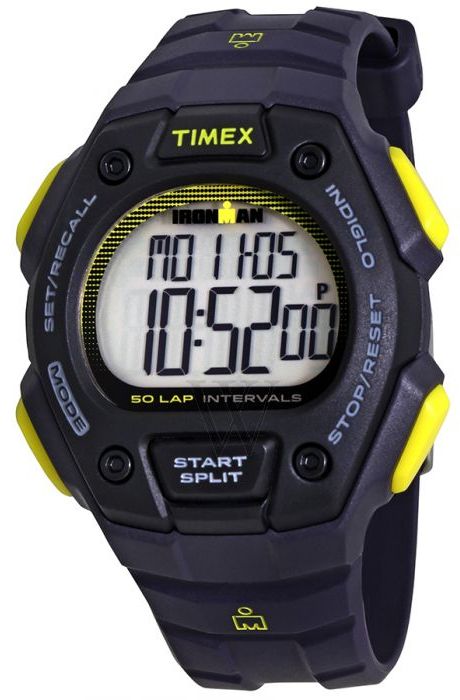 TIMEX
IRONMAN
SET/RECALL
INDIGLO
MO 11-05
10:52 00 P
MODE
STOP/RESET
50 LAP INTERVALS
W
START
SPLIT